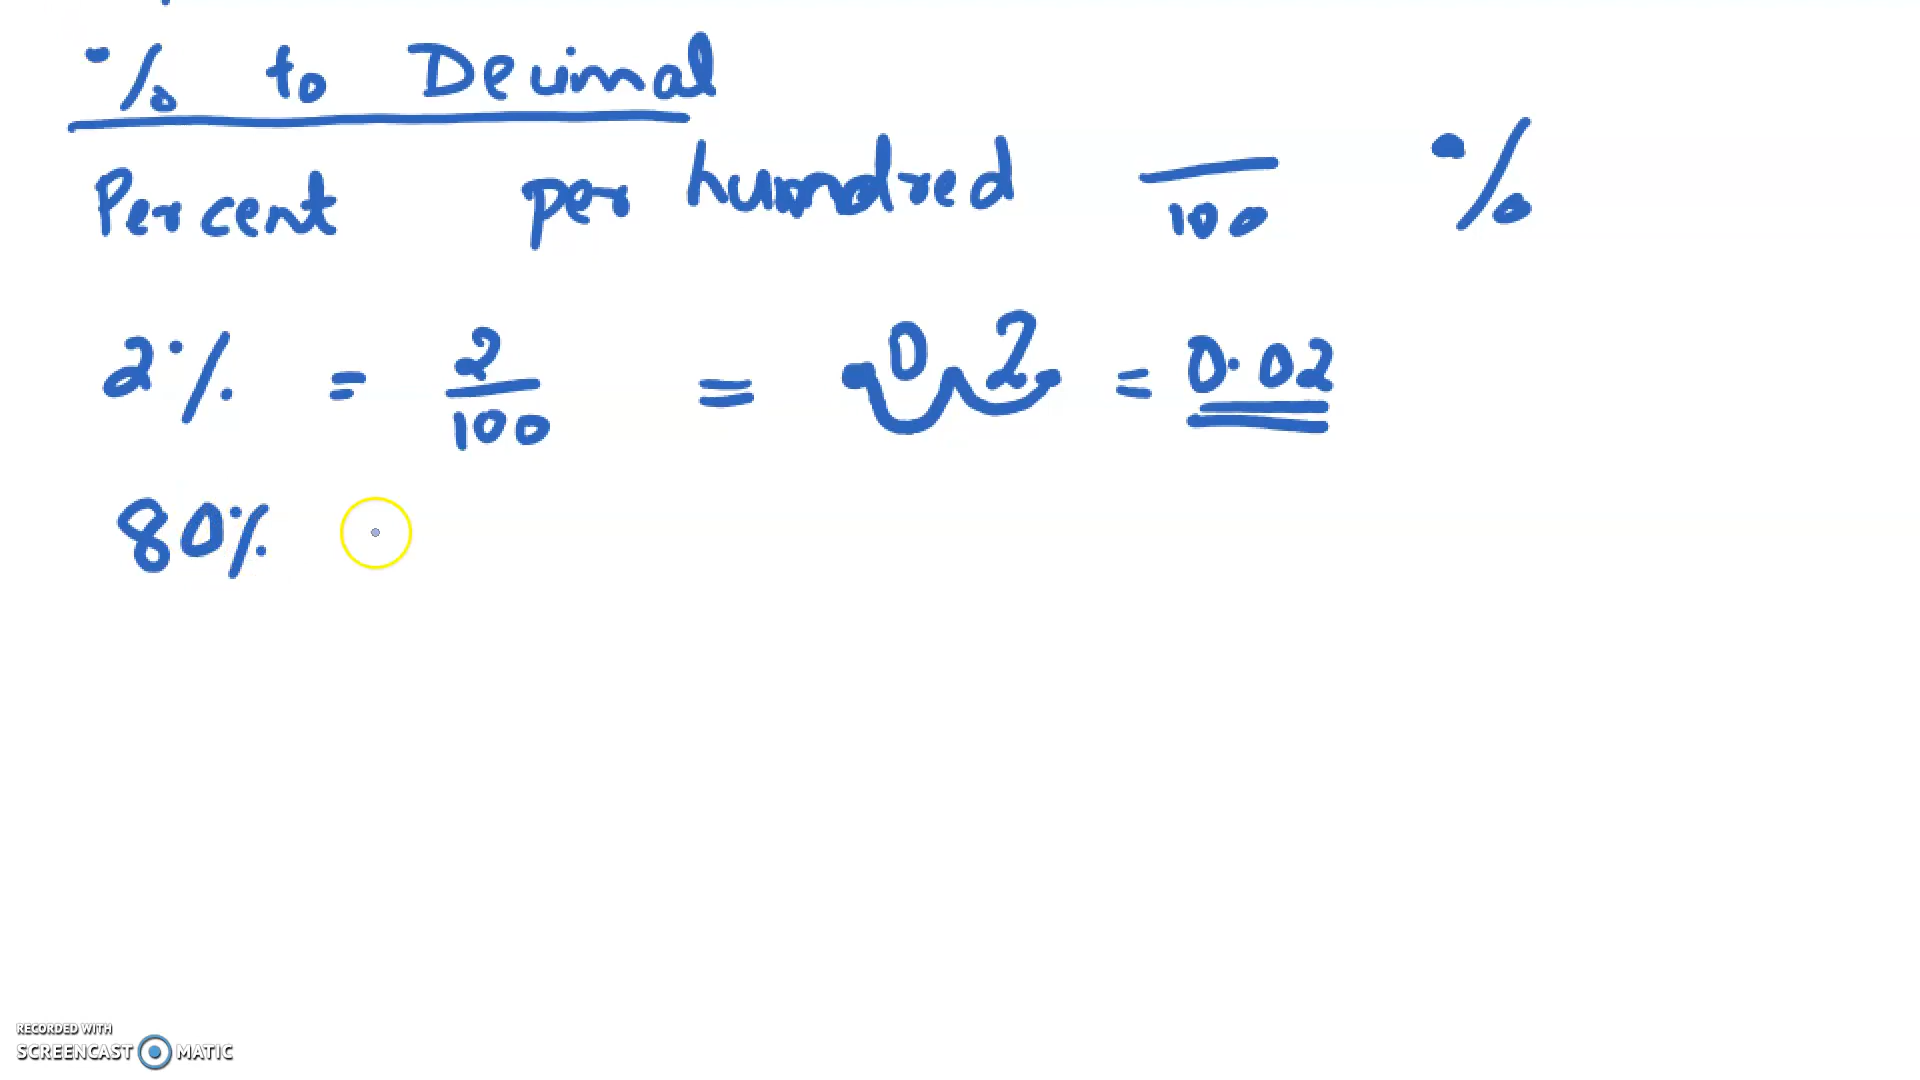 % to Decimal
Percent per hundred /100 %
2% = 2/100 = .02. = 0.02
80%
RECORDED WITH
SCREENCAST MATIC